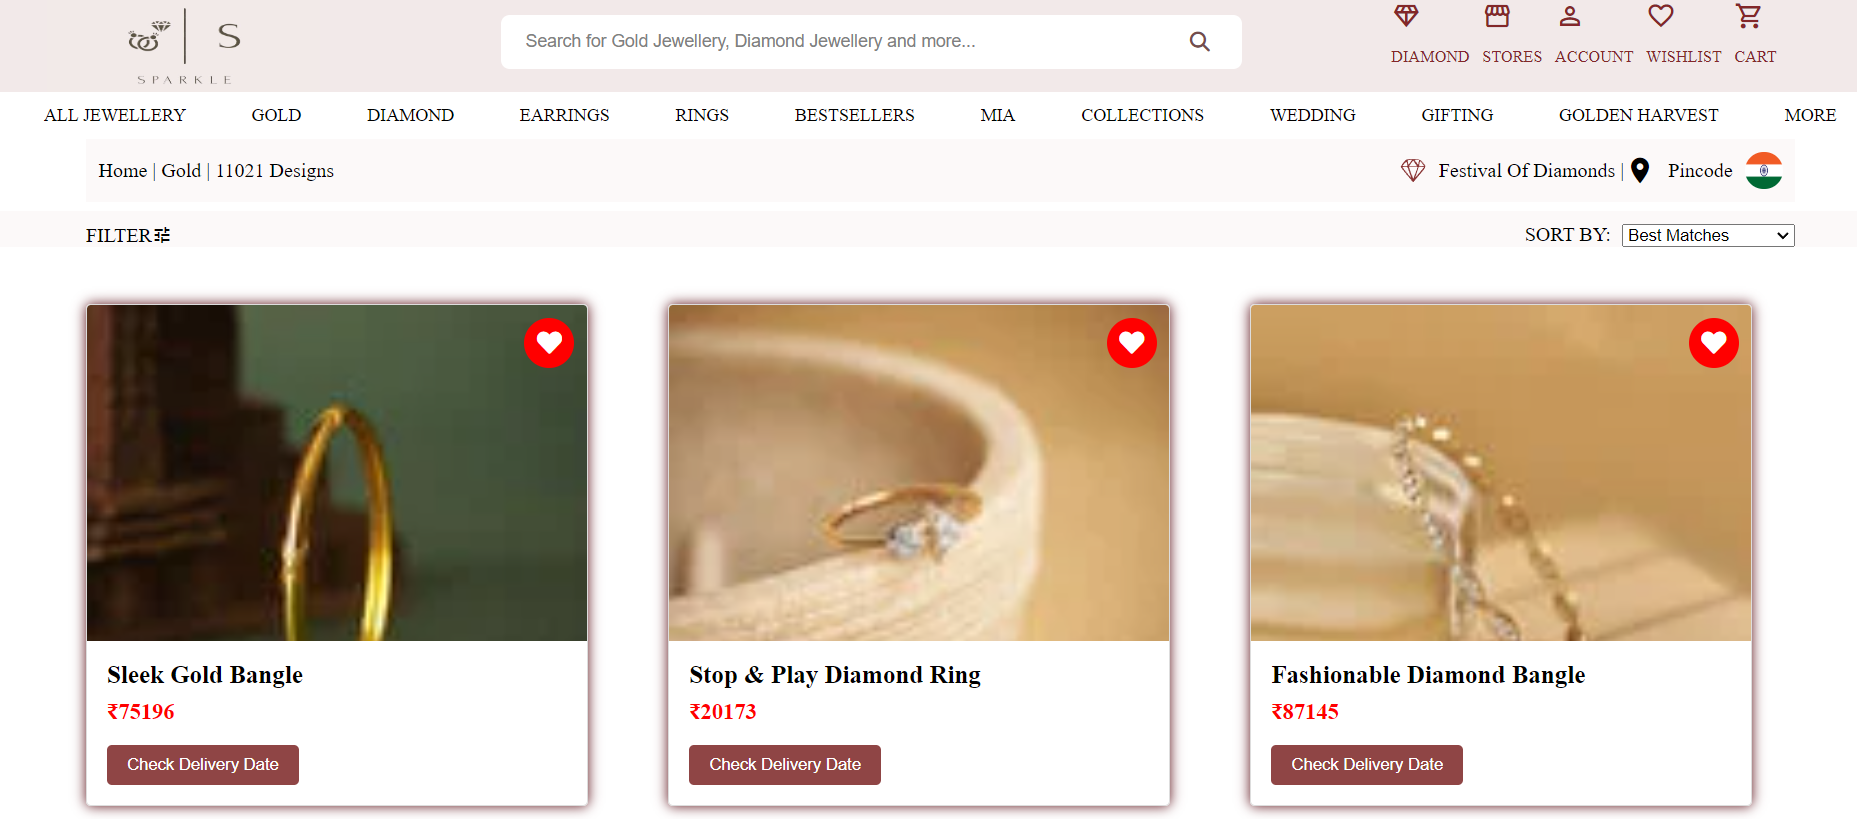 S
SPARKLE
Search for Gold Jewellery, Diamond Jewellery and more...
DIAMOND STORES ACCOUNT WISHLIST CART
ALL JEWELLERY GOLD DIAMOND EARRINGS RINGS BESTSELLERS MIA COLLECTIONS WEDDING GIFTING GOLDEN HARVEST MORE
Home | Gold | 11021 Designs
Festival Of Diamonds | Pincode
FILTER
SORT BY: Best Matches
Sleek Gold Bangle
₹75196
Check Delivery Date
Stop & Play Diamond Ring
₹20173
Check Delivery Date
Fashionable Diamond Bangle
₹87145
Check Delivery Date